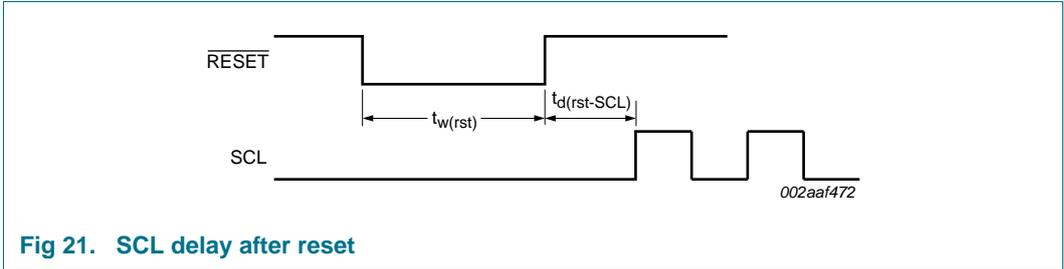 RESET
td(rst-SCL)
tw(rst)
SCL
002aaf472
Fig 21. SCL delay after reset